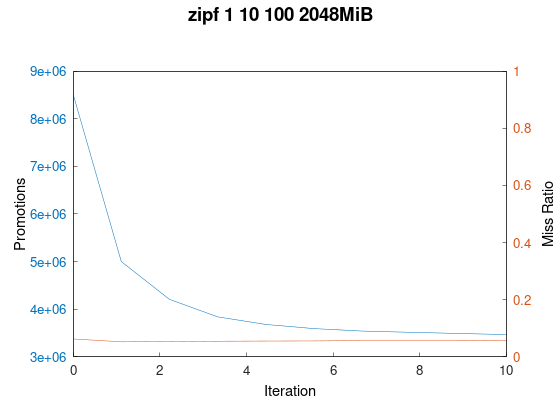 zipf 1 10 100 2048MiB
9e+06
8e+06
7e+06
6e+06
5e+06
4e+06
3e+06
Promotions
1
0.8
0.6
0.4
0.2
0
Miss Ratio
0 2 4 6 8 10
Iteration